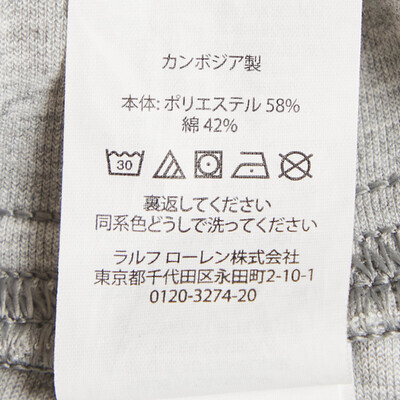 カンボジア製
本体: ポリエステル 58%
綿 42%
30
裏返してください
同系色どうしで洗ってください
ラルフ ローレン株式会社
東京都千代田区永田町2-10-1
0120-3274-20